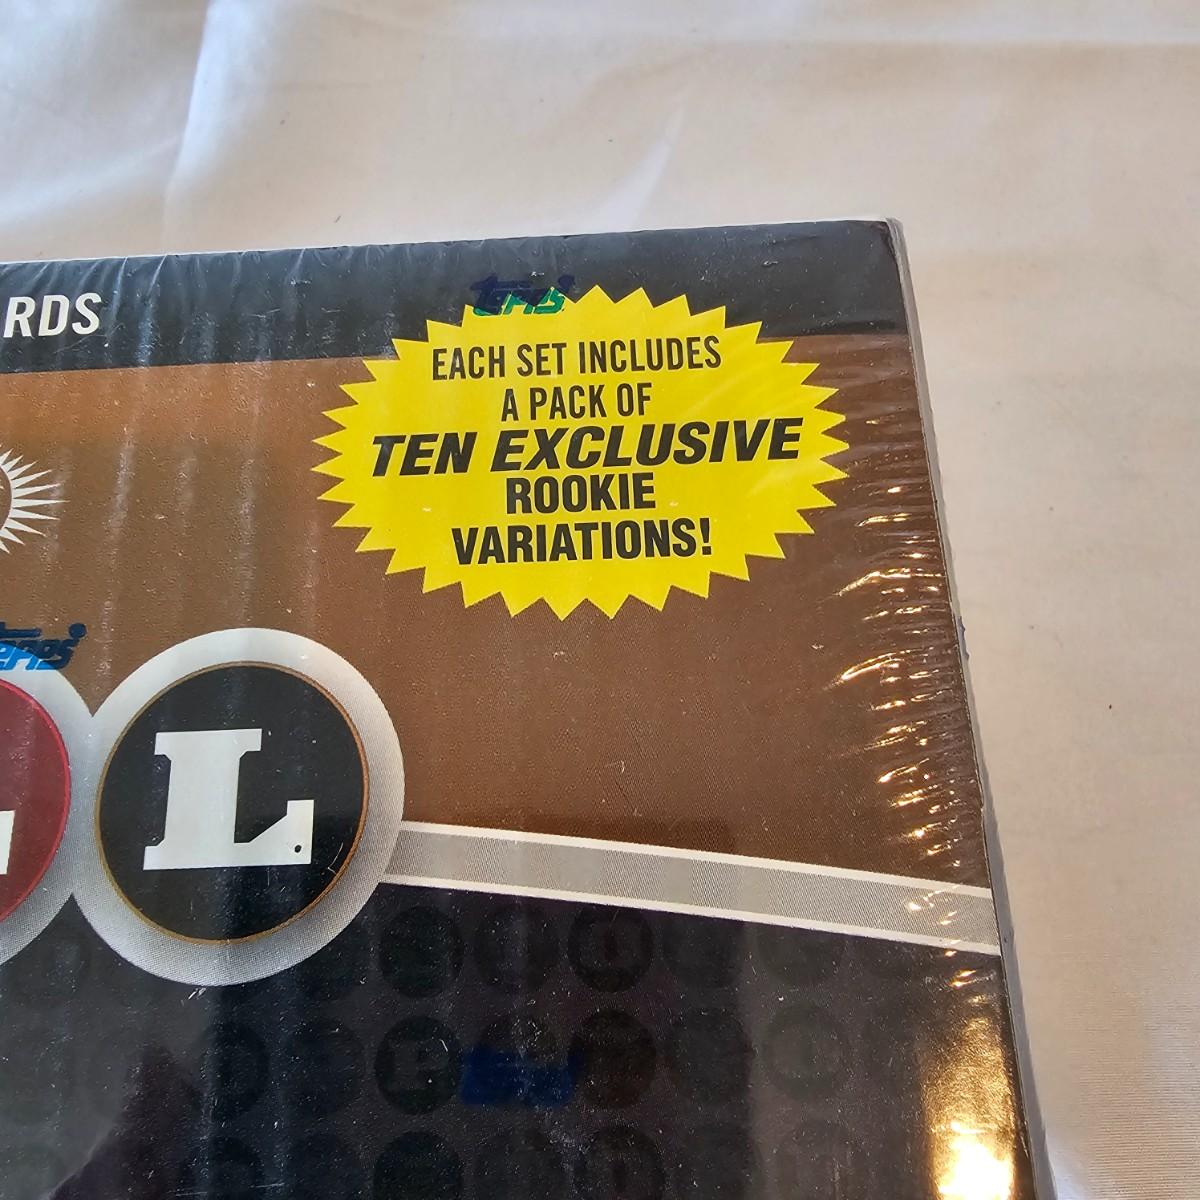 RDS
Topps
EACH SET INCLUDES
A PACK OF
TEN EXCLUSIVE
ROOKIE
VARIATIONS!
L